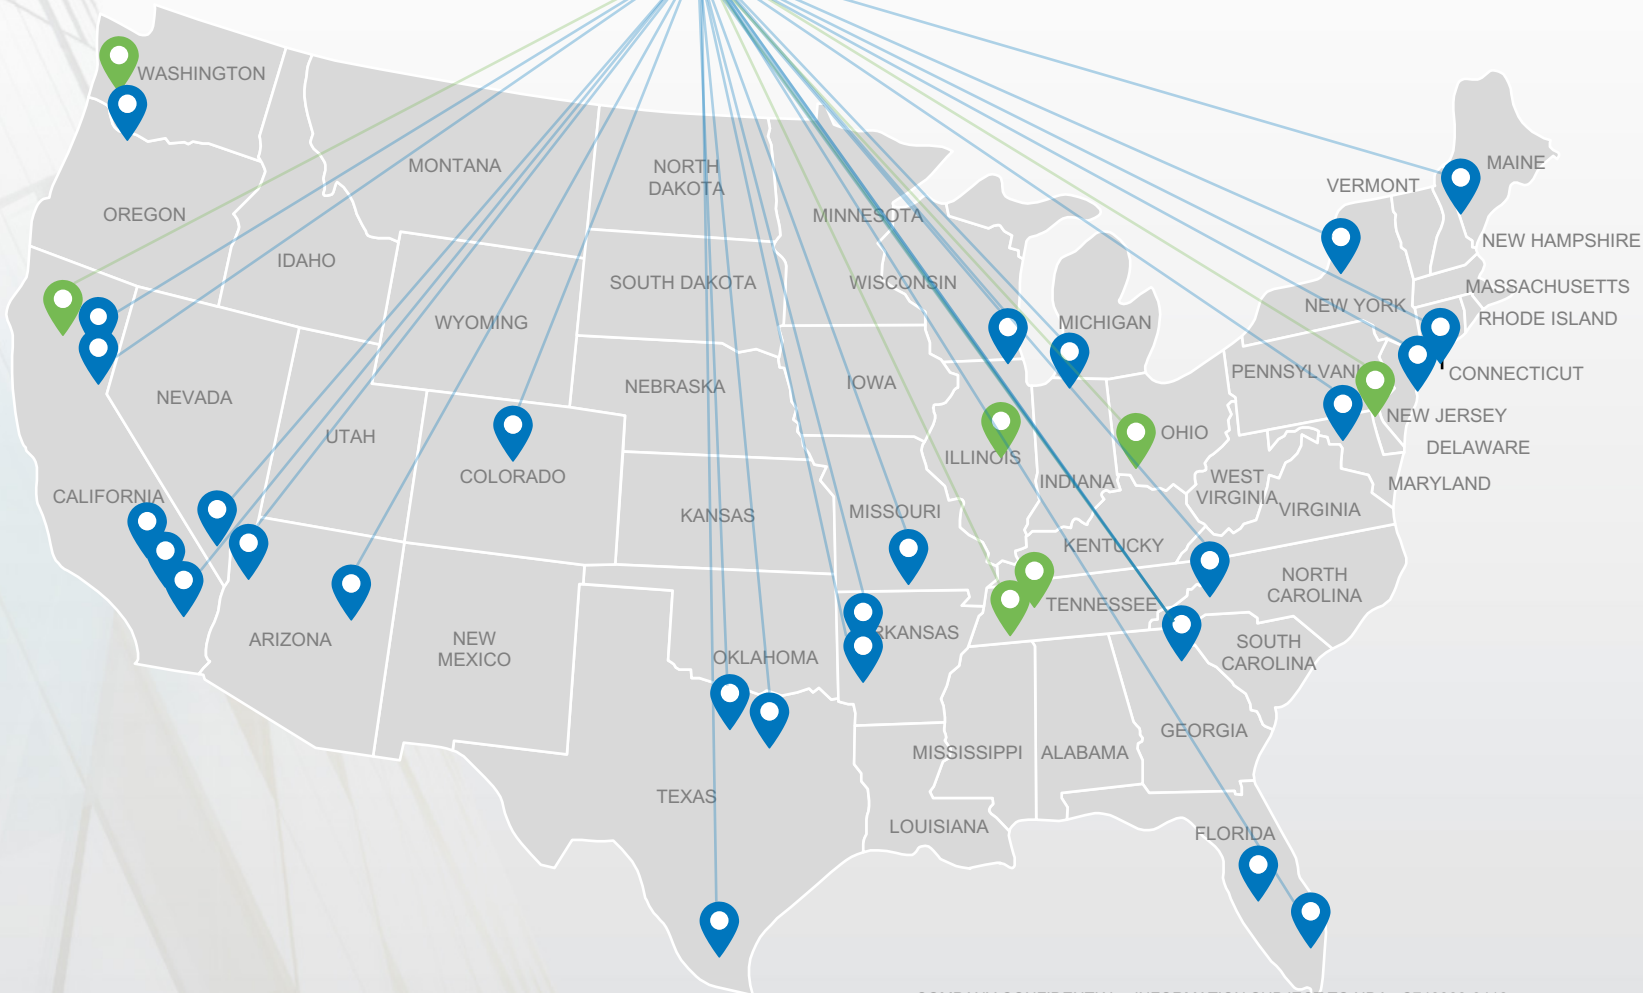 WASHINGTON
MONTANA
NORTH
DAKOTA
MAINE
VERMONT
OREGON
MINNESOTA
NEW HAMPSHIRE
IDAHO
SOUTH DAKOTA
WISCONSIN
MASSACHUSETTS
NEW YORK
RHODE ISLAND
WYOMING
MICHIGAN
PENNSYLVANI
CONNECTICUT
NEBRASKA
IOWA
NEVADA
NEW JERSEY
UTAH
OHIO
DELAWARE
ILLINOIS
COLORADO
INDIANA
WEST
VIRGINIA
MARYLAND
CALIFORNIA
VIRGINIA
KANSAS
MISSOURI
KENTUCKY
NORTH
CAROLINA
TENNESSEE
ARIZONA
NEW
MEXICO
RKANSAS
SOUTH
CAROLINA
OKLAHOMA
GEORGIA
MISSISSIPPI
ALABAMA
TEXAS
LOUISIANA
FLORIDA